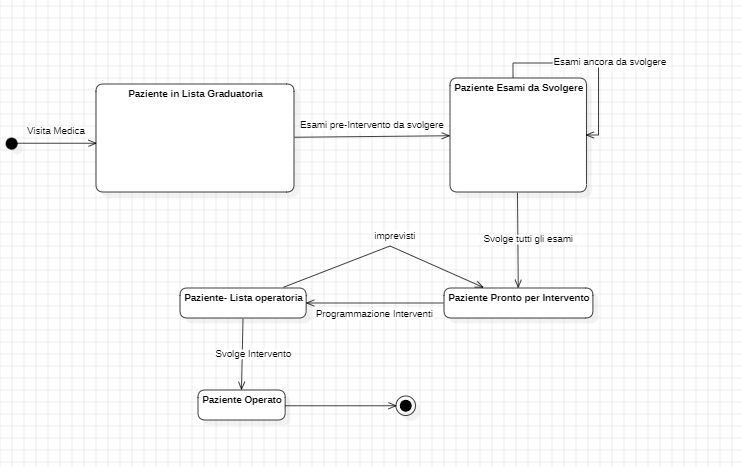 Esami ancora da svolgere
Paziente in Lista Graduatoria
Paziente Esami da Svolgere
Visita Medica
Esami pre-Intervento da svolgere
imprevisti
Svolge tutti gli esami
Paziente- Lista operatoria
Paziente Pronto per Intervento
Programmazione Interventi
Svolge Intervento
Paziente Operato